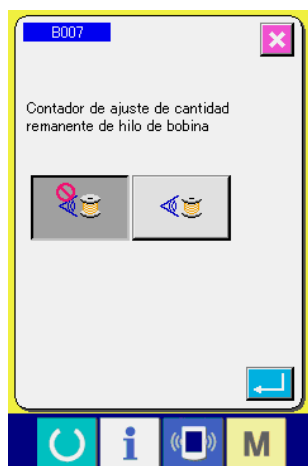 B007
Contador de ajuste de cantidad
remanente de hilo de bobina
i
M